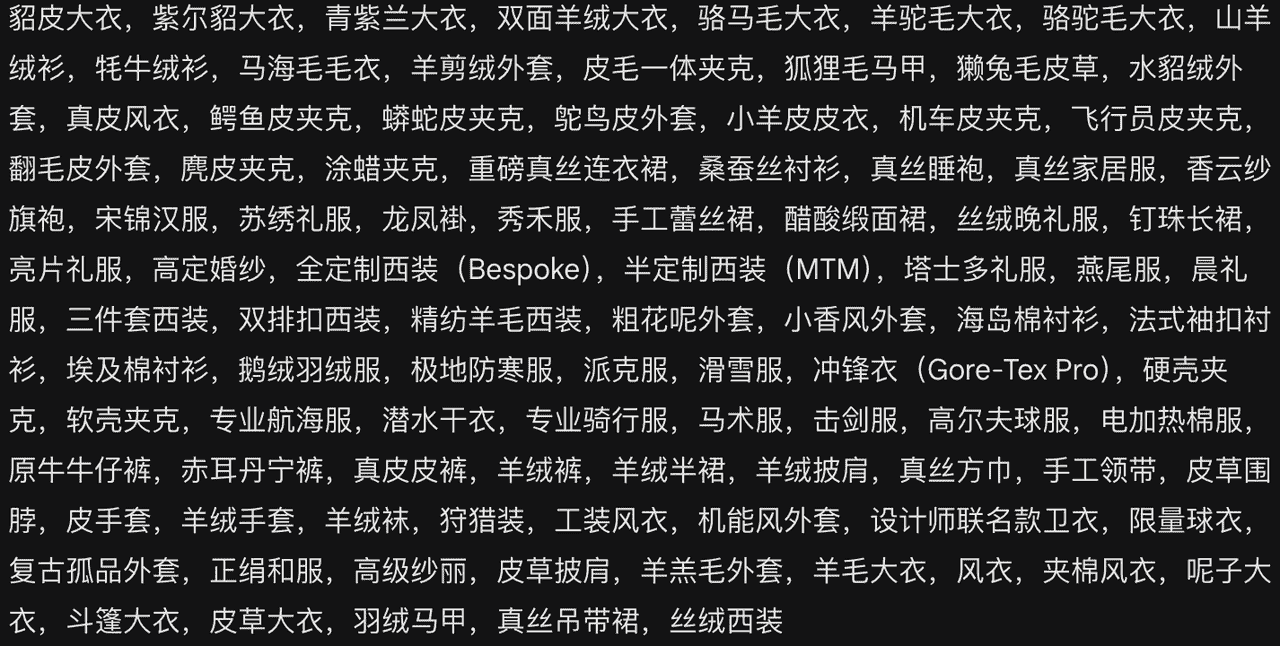 貂皮大衣，紫尔貂大衣，青紫兰大衣，双面羊绒大衣，骆马毛大衣，羊驼毛大衣，骆驼毛大衣，山羊
绒衫，牦牛绒衫，马海毛毛衣，羊剪绒外套，皮毛一体夹克，狐狸毛马甲，獭兔毛皮草，水貂绒外
套，真皮风衣，鳄鱼皮夹克，蟒蛇皮夹克，鸵鸟皮外套，小羊皮皮衣，机车皮夹克，飞行员皮夹克，
翻毛皮外套，麂皮夹克，涂蜡夹克，重磅真丝连衣裙，桑蚕丝衬衫，真丝睡袍，真丝家居服，香云纱
旗袍，宋锦汉服，苏绣礼服，龙凤褂，秀禾服，手工蕾丝裙，醋酸缎面裙，丝绒晚礼服，钉珠长裙，
亮片礼服，高定婚纱，全定制西装（Bespoke），半定制西装（MTM），塔士多礼服，燕尾服，晨礼
服，三件套西装，双排扣西装，精纺羊毛西装，粗花呢外套，小香风外套，海岛棉衬衫，法式袖扣衬
衫，埃及棉衬衫，鹅绒羽绒服，极地防寒服，派克服，滑雪服，冲锋衣（Gore-Tex Pro），硬壳夹
克，软壳夹克，专业航海服，潜水干衣，专业骑行服，马术服，击剑服，高尔夫球服，电加热棉服，
原牛牛仔裤，赤耳丹宁裤，真皮皮裤，羊绒裤，羊绒半裙，羊绒披肩，真丝方巾，手工领带，皮草围
脖，皮手套，羊绒手套，羊绒袜，狩猎装，工装风衣，机能风外套，设计师联名款卫衣，限量球衣，
复古孤品外套，正绢和服，高级纱丽，皮草披肩，羊羔毛外套，羊毛大衣，风衣，夹棉风衣，呢子大
衣，斗篷大衣，皮草大衣，羽绒马甲，真丝吊带裙，丝绒西装